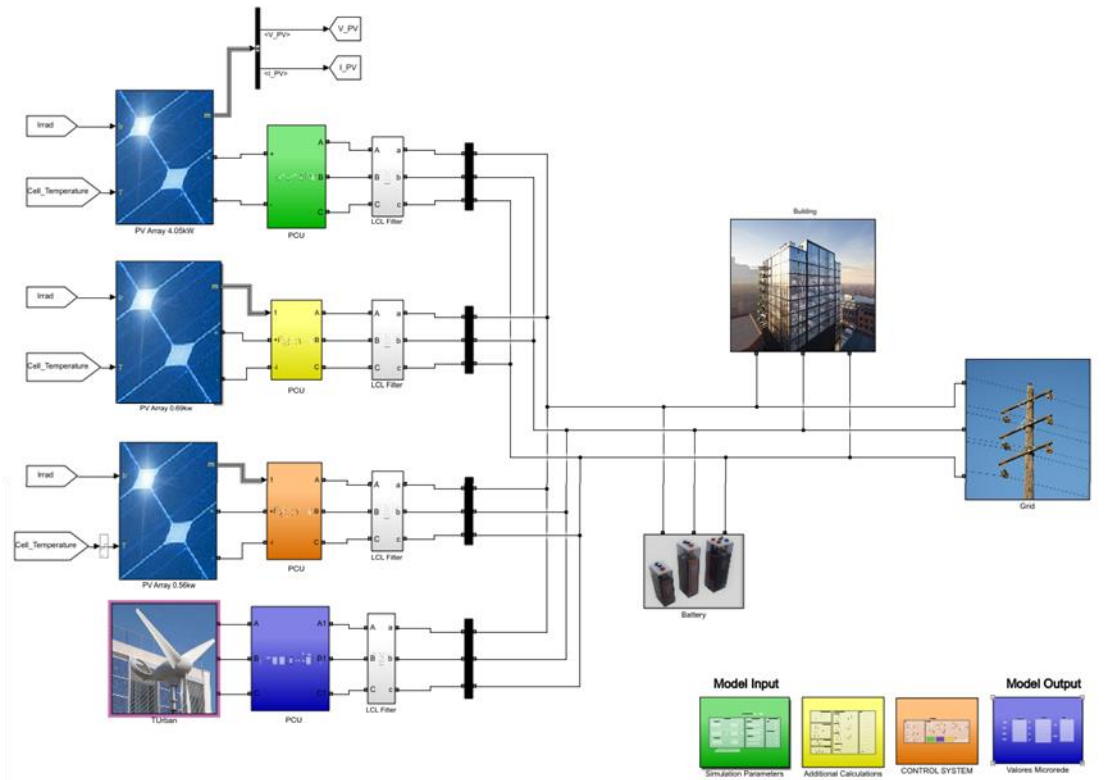 V_PV
<V_PV>
I_PV
<I_PV>
Irrad
Cell_Temperature
PV Array 4.05kW
+
-
A
B
C
PCU
A a
B b
C c
LCL Filter
Building
Irrad
Cell_Temperature
PV Array 0.69kw
A
B
C
PCU
A a
B b
C c
LCL Filter
Grid
Irrad
Cell_Temperature
PV Array 0.56kw
A
B
C
PCU
A a
B b
C c
LCL Filter
Battery
TUrban
A A1
B B1
C C1
PCU
A a
B b
C c
LCL Filter
Model Input
Model Output
Simulation Parameters
Additional Calculations
CONTROL SYSTEM
Valores Microrede